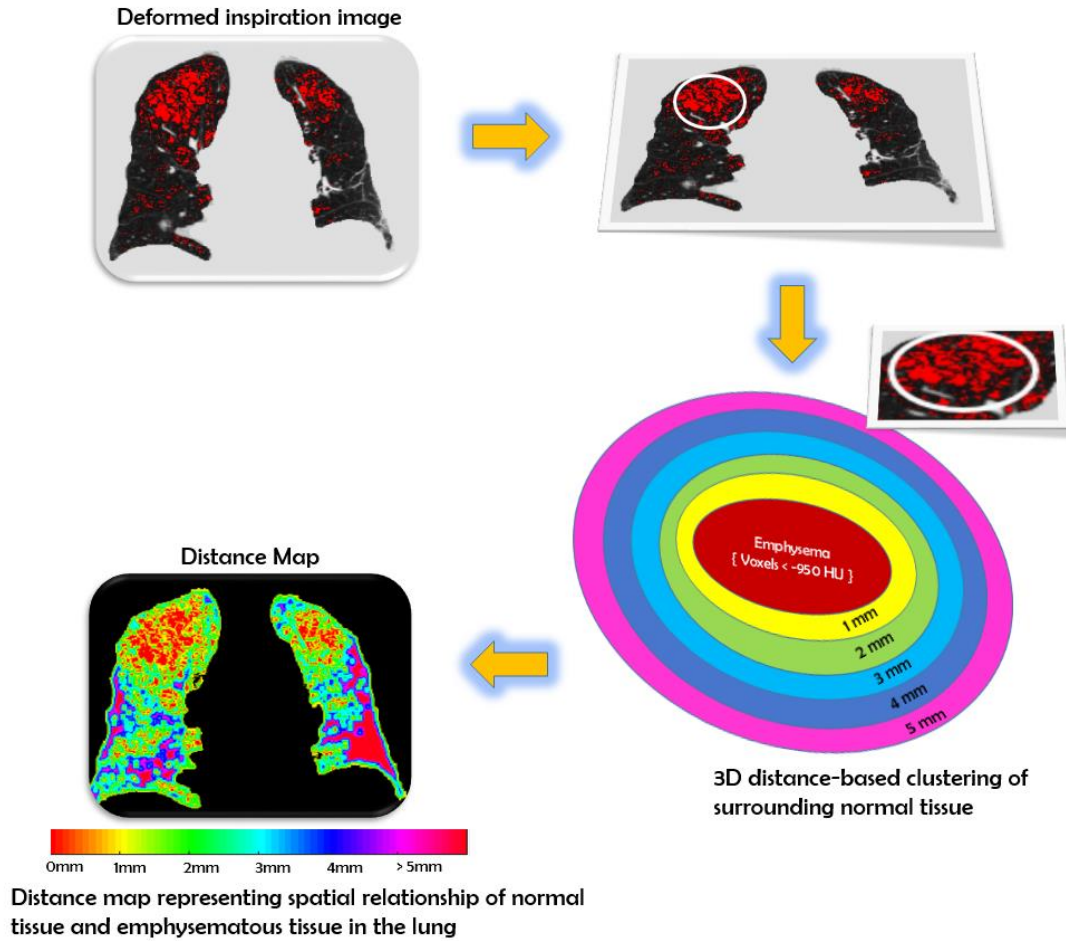 Deformed inspiration image
Emphysema
{ Voxels < -950 HU }
1 mm
2 mm
3 mm
4 mm
5 mm
3D distance-based clustering of
surrounding normal tissue
Distance Map
0mm 1mm 2mm 3mm 4mm >5mm
Distance map representing spatial relationship of normal
tissue and emphysematous tissue in the lung